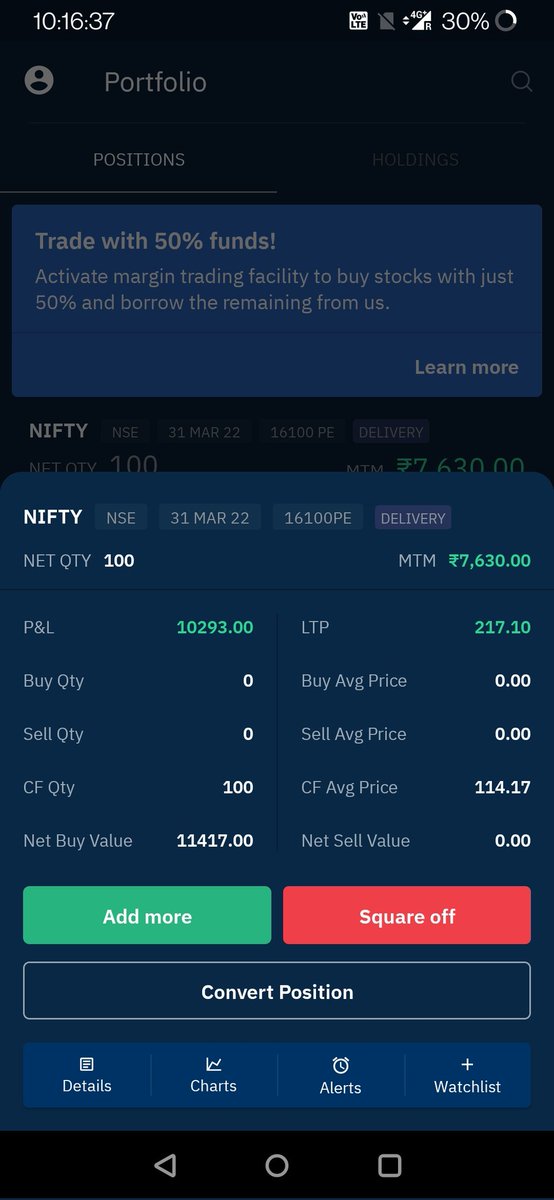 10:16:37 VoLTE 4G+ R 30%
Portfolio
POSITIONS HOLDINGS
Trade with 50% funds!
Activate margin trading facility to buy stocks with just
50% and borrow the remaining from us.
Learn more
NIFTY NSE 31 MAR 22 16100 PE DELIVERY
NET QTY 100 MTM ₹7,630.00
NIFTY NSE 31 MAR 22 16100PE DELIVERY
NET QTY 100 MTM ₹7,630.00
P&L 10293.00 LTP 217.10
Buy Qty 0 Buy Avg Price 0.00
Sell Qty 0 Sell Avg Price 0.00
CF Qty 100 CF Avg Price 114.17
Net Buy Value 11417.00 Net Sell Value 0.00
Add more Square off
Convert Position
Details Charts Alerts Watchlist